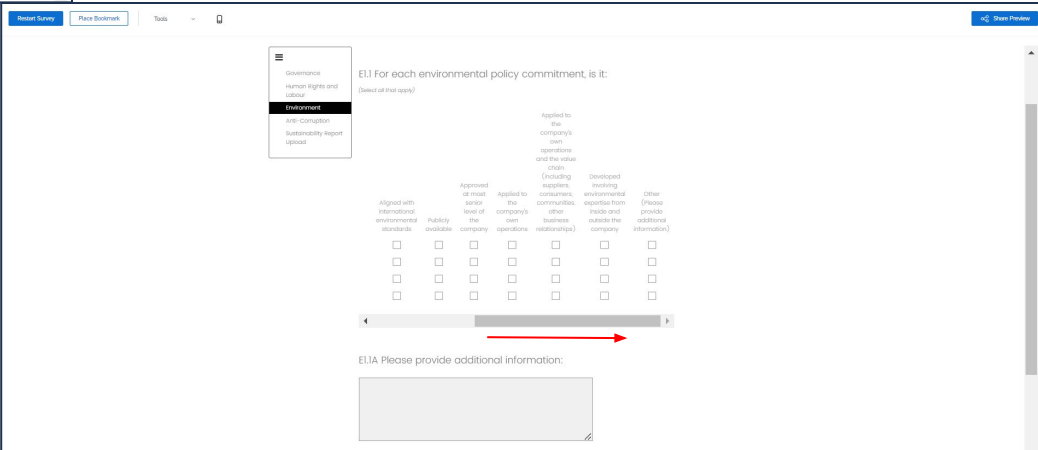 Restart Survey
Place Bookmark
Tools
Share Preview
Governance
Human Rights and
Labour
Environment
Anti-Corruption
Sustainability Report
Upload
E1.1 For each environmental policy commitment, is it:
(Select all that apply)
Aligned with
international
environmental
standards
Publicly
available
Approved
at most
senior
level of
the
company
Applied to
the
company's
own
operations
Applied to
the
company's
own
operations
and the value
chain
(including
suppliers,
consumers,
communities,
other
business
relationships)
Developed
involving
environmental
expertise from
inside and
outside the
company
Other
(Please
provide
additional
information)
E1.1A Please provide additional information: